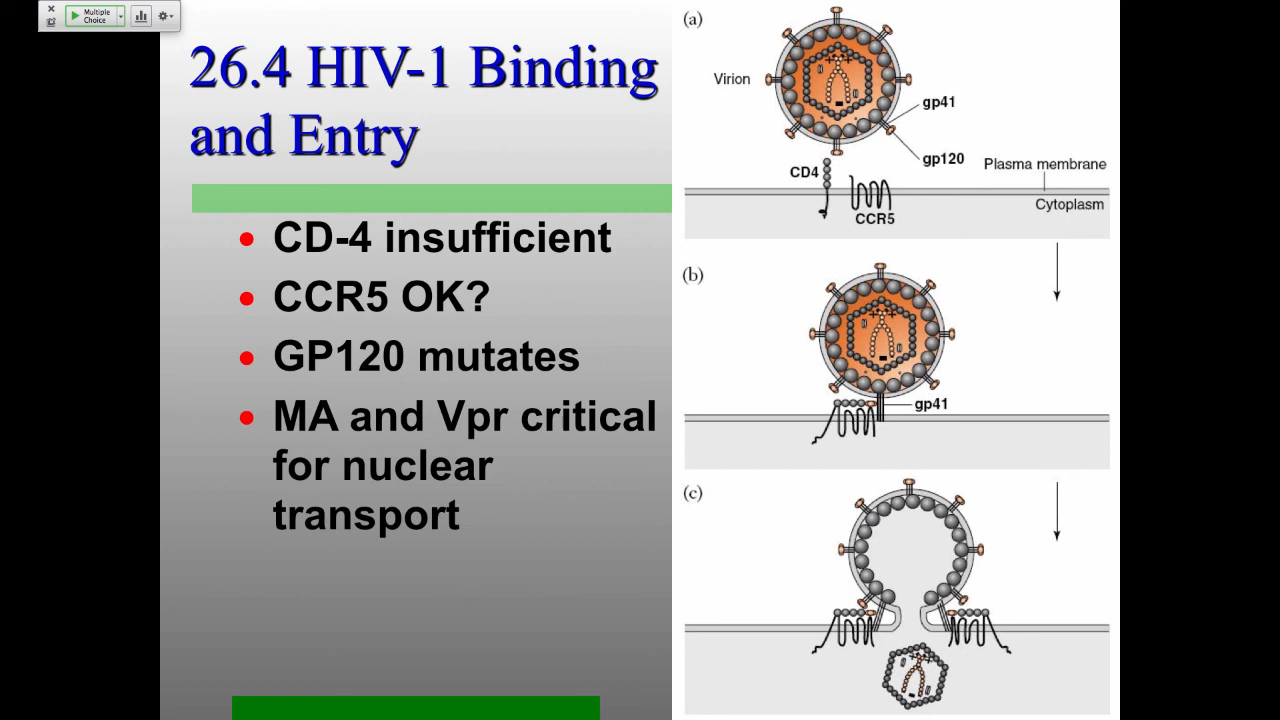 Multiple
Choice
26.4 HIV-1 Binding
and Entry
• CD-4 insufficient
• CCR5 OK?
• GP120 mutates
• MA and Vpr critical
for nuclear
transport
(a)
Virion
gp41
gp120
CD4
Plasma membrane
CCR5
Cytoplasm
(b)
gp41
(c)